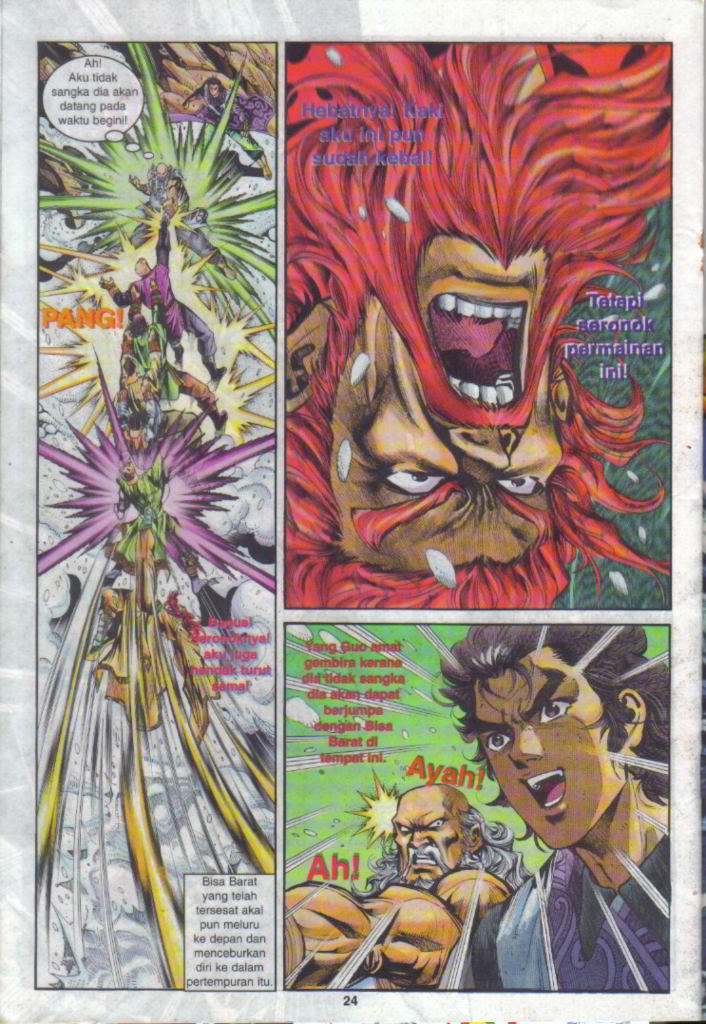 Ah!
Aku tidak
sangka dia akan
datang pada
waktu begini!
PANG!
Bagus!
Seronoknya!
aku juga
hendak turut
sama!
Bisa Barat
yang telah
tersesat akal
pun meluru
ke depan dan
menceburkan
diri ke dalam
pertempuran itu.
Hebatnya! Kaki
aku ini pun
sudah kebal!
Tetapi
seronok
permainan
ini!
Yang Guo amat
gembira kerana
dia tidak sangka
dia akan dapat
berjumpa
dengan Bisa
Barat di
tempat ini.
Ayah!
Ah!
24